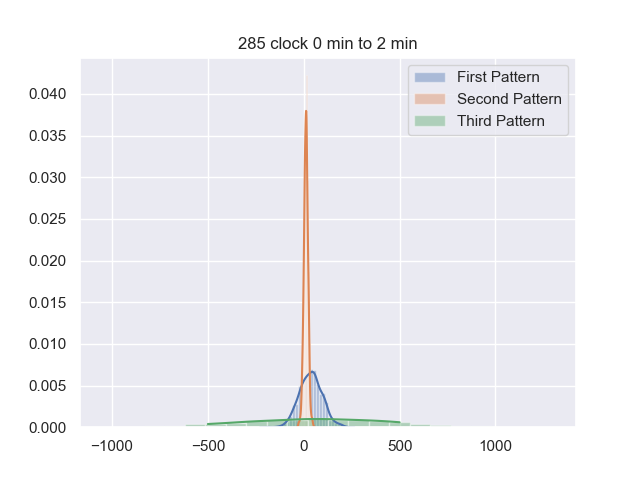 285 clock 0 min to 2 min
First Pattern
Second Pattern
Third Pattern
0.040
0.035
0.030
0.025
0.020
0.015
0.010
0.005
0.000
−1000 −500 0 500 1000